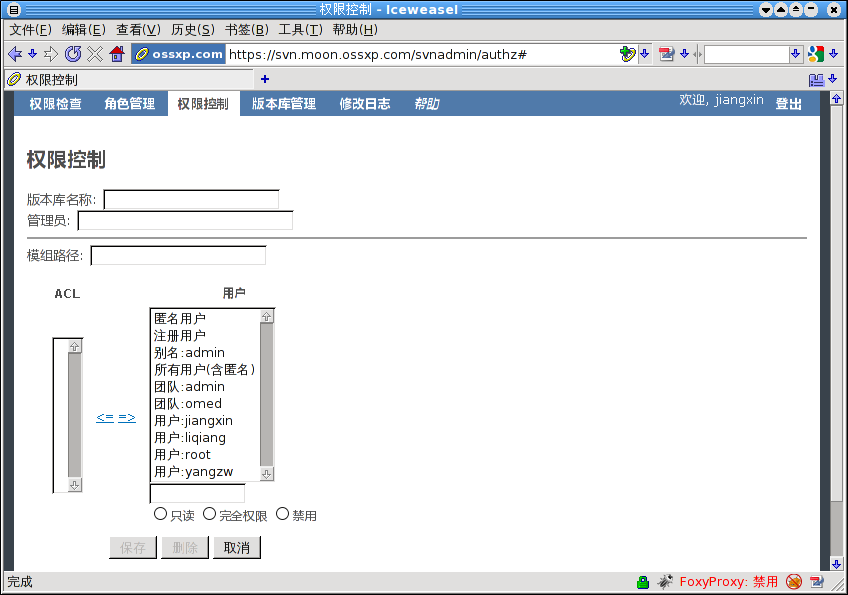 权限控制 - Iceweasel
文件(F) 编辑(E) 查看(V) 历史(S) 书签(B) 工具(T) 帮助(H)
ossxp.com https://svn.moon.ossxp.com/svnadmin/authz#
权限控制 +
权限检查 角色管理 权限控制 版本库管理 修改日志 帮助 欢迎, jiangxin 登出
权限控制
版本库名称:
管理员:
模组路径:
ACL 用户
匿名用户
注册用户
别名:admin
所有用户(含匿名)
团队:admin
团队:omed
<= => 用户:jiangxin
用户:liqiang
用户:root
用户:yangzw
只读 完全权限 禁用
保存 删除 取消
完成 FoxyProxy: 禁用